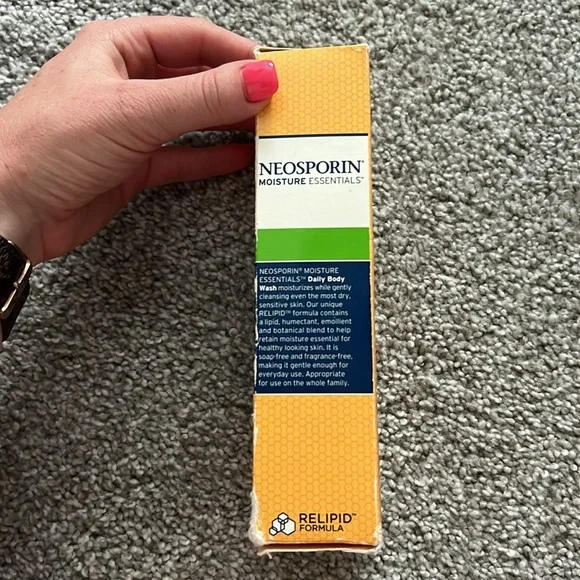 NEOSPORIN®
MOISTURE ESSENTIALS™
NEOSPORIN® MOISTURE
ESSENTIALS™ Daily Body
Wash moisturizes while gently
cleansing even the most dry,
sensitive skin. Our unique
RELIPID™ formula contains
a lipid, humectant, emollient
and botanical blend to help
retain moisture essential for
healthy looking skin. It is
soap-free and fragrance-free,
making it gentle enough for
everyday use. Appropriate
for use on the whole family.
RELIPID™
FORMULA